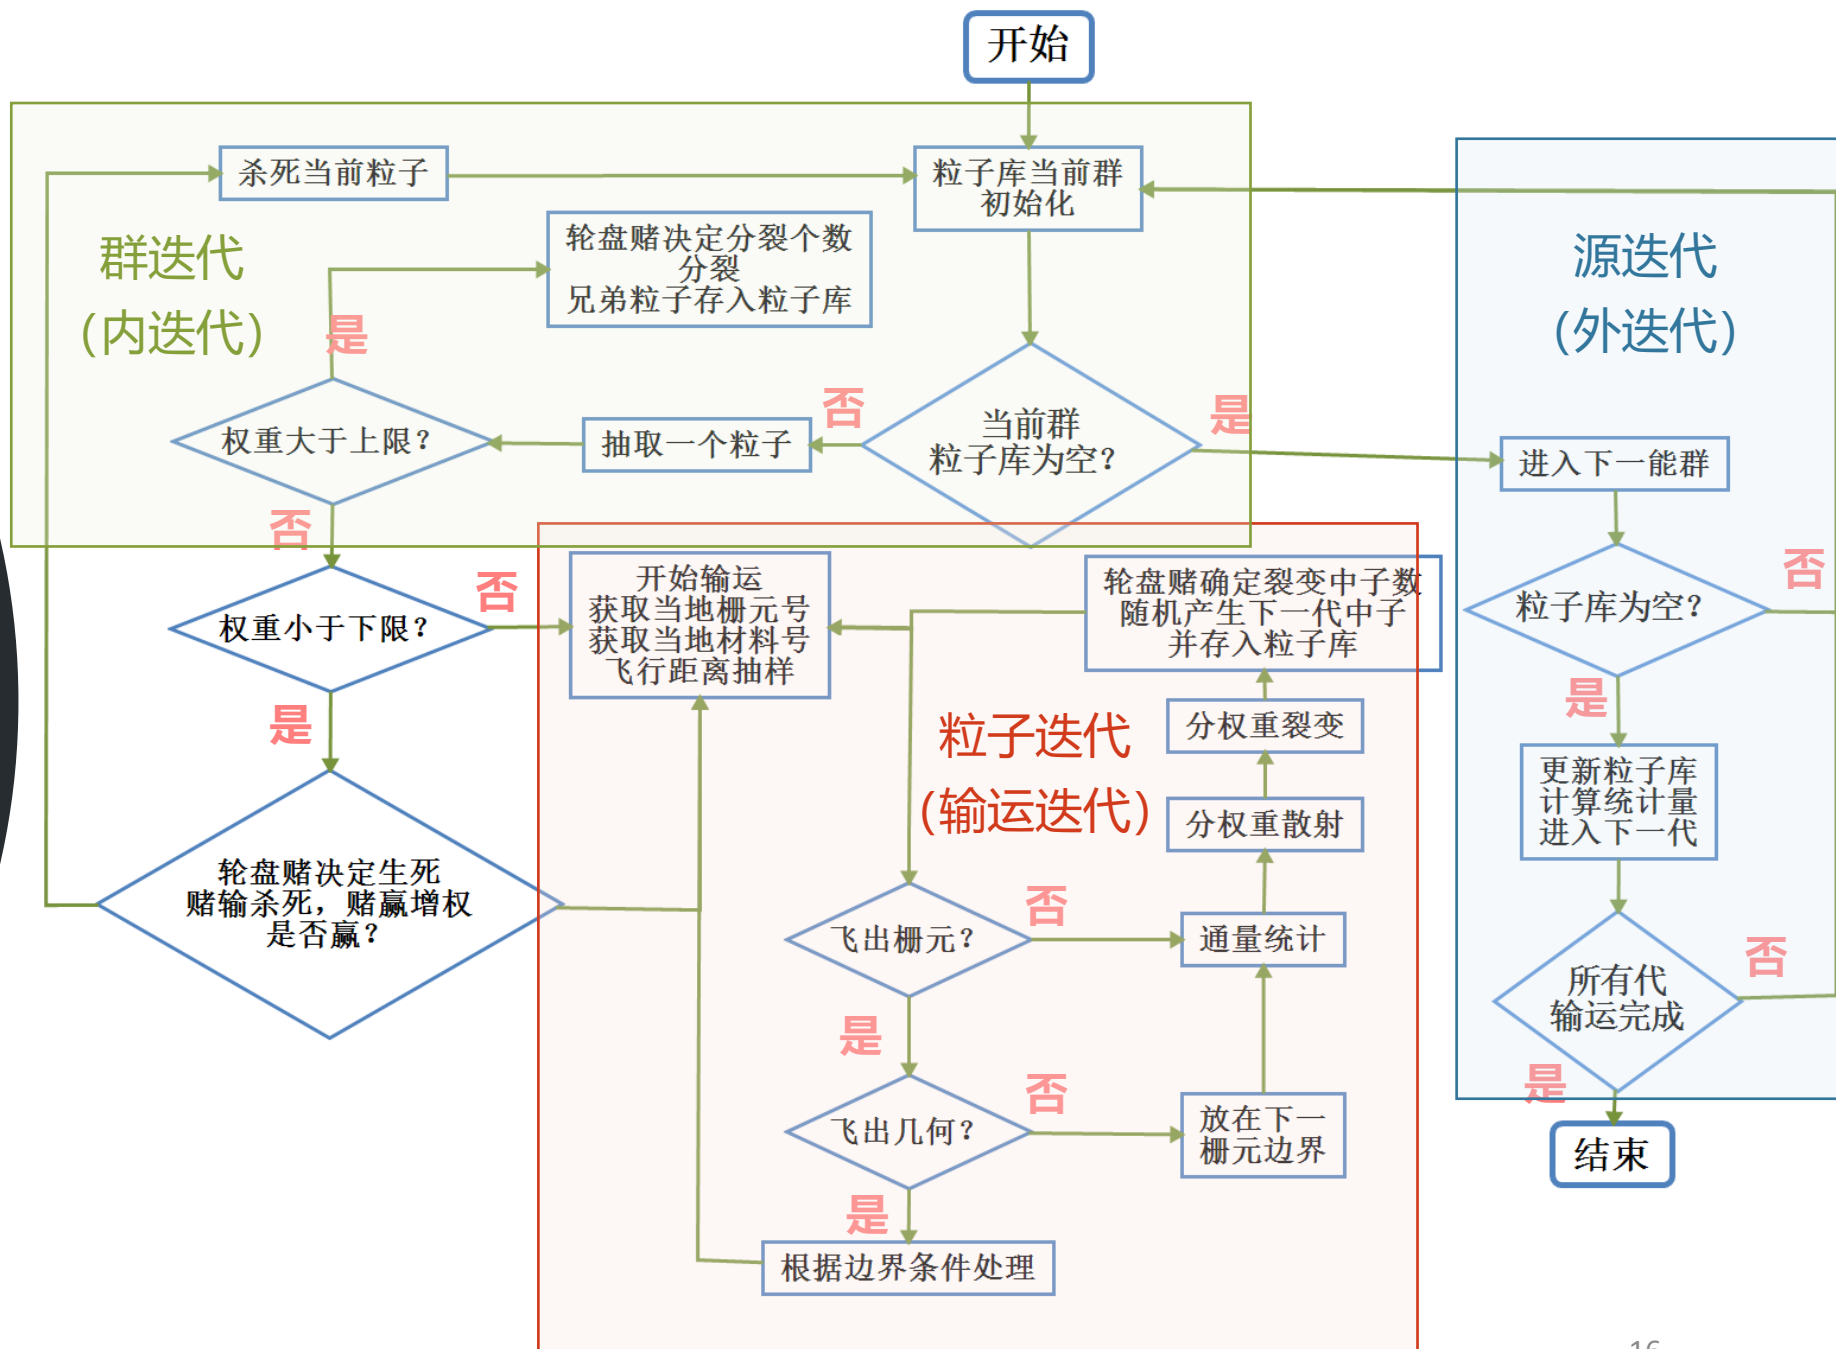 开始
杀死当前粒子
粒子库当前群
初始化
轮盘赌决定分裂个数
分裂
兄弟粒子存入粒子库
群迭代
(内迭代)
是
源迭代
(外迭代)
权重大于上限?
抽取一个粒子
否
当前群
粒子库为空?
是
进入下一能群
否
权重小于下限?
否
开始输运
获取当地栅元号
获取当地材料号
飞行距离抽样
轮盘赌确定裂变中子数
随机产生下一代中子
并存入粒子库
粒子库为空?
否
是
是
粒子迭代
(输运迭代)
分权重裂变
分权重散射
更新粒子库
计算统计量
进入下一代
轮盘赌决定生死
赌输杀死，赌赢增权
是否赢?
飞出栅元?
否
通量统计
所有代
输运完成
否
是
飞出几何?
否
放在下一
栅元边界
是
结束
是
根据边界条件处理
16